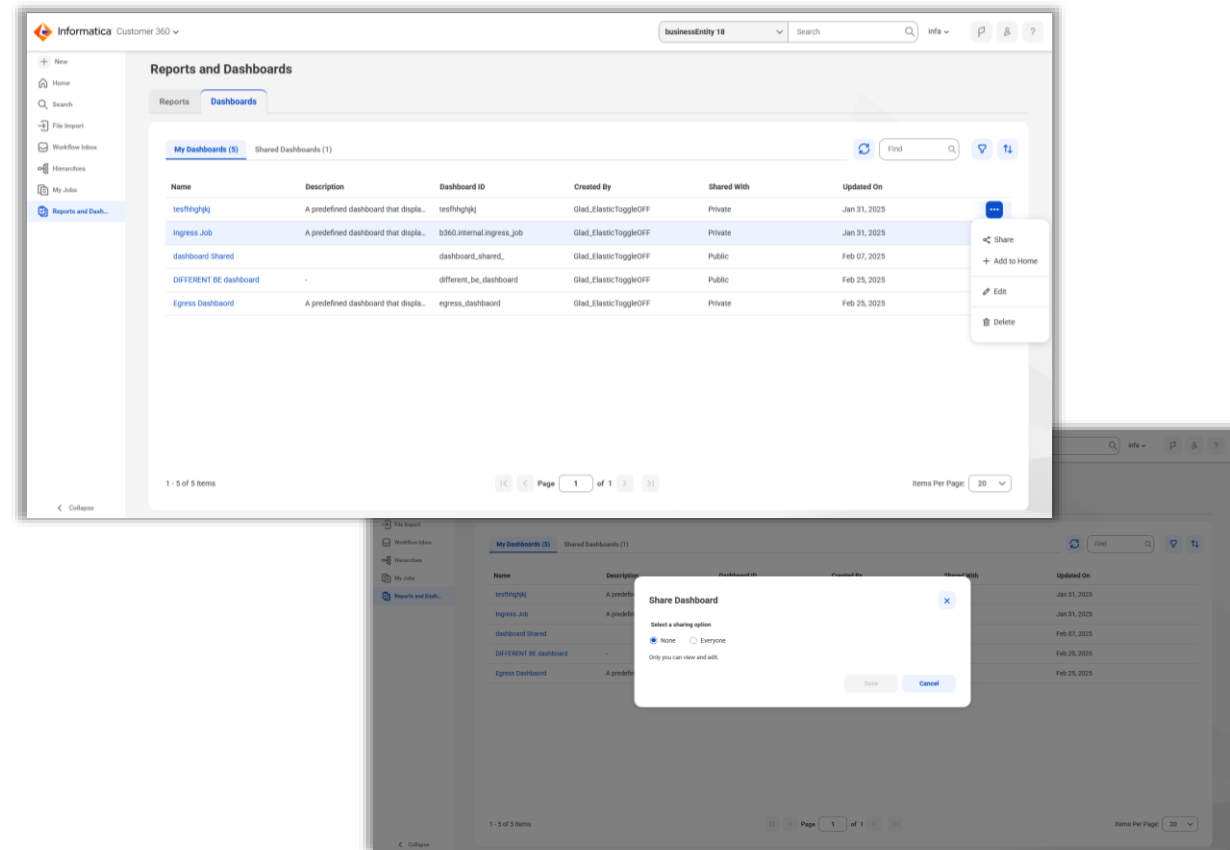 Informatica Customer 360
businessEntity 18 Search infa ?
New
Home
Search
File Import
Workflow Inbox
Hierarchies
My Jobs
Reports and Dash...
Collapse
Reports and Dashboards
Reports Dashboards
My Dashboards (5) Shared Dashboards (1) Find
Name Description Dashboard ID Created By Shared With Updated On
tesfhhghjkj A predefined dashboard that displa... tesfhhghjkj Glad_ElasticToggleOFF Private Jan 31, 2025
Ingress Job A predefined dashboard that displa... b360.internal.ingress_job Glad_ElasticToggleOFF Private Jan 31, 2025
dashboard Shared dashboard_shared_ Glad_ElasticToggleOFF Public Feb 07, 2025
DIFFERENT BE dashboard - different_be_dashboard Glad_ElasticToggleOFF Public Feb 25, 2025
Egress Dashbaord A predefined dashboard that displa... egress_dashbaord Glad_ElasticToggleOFF Private Feb 25, 2025
Share
Add to Home
Edit
Delete
1 - 5 of 5 Items Page 1 of 1 Items Per Page: 20
infa ?
File Import
Workflow Inbox
Hierarchies
My Jobs
Reports and Dash...
Collapse
My Dashboards (5) Shared Dashboards (1) Find
Name Description Dashboard ID Created By Shared With Updated On
tesfhhghjkj A predefin Jan 31, 2025
Ingress Job A predefin Jan 31, 2025
dashboard Shared Feb 07, 2025
DIFFERENT BE dashboard - Feb 25, 2025
Egress Dashbaord A predefin Feb 25, 2025
Share Dashboard
Select a sharing option
None Everyone
Only you can view and edit.
Save Cancel
1 - 5 of 5 Items Page 1 of 1 Items Per Page: 20